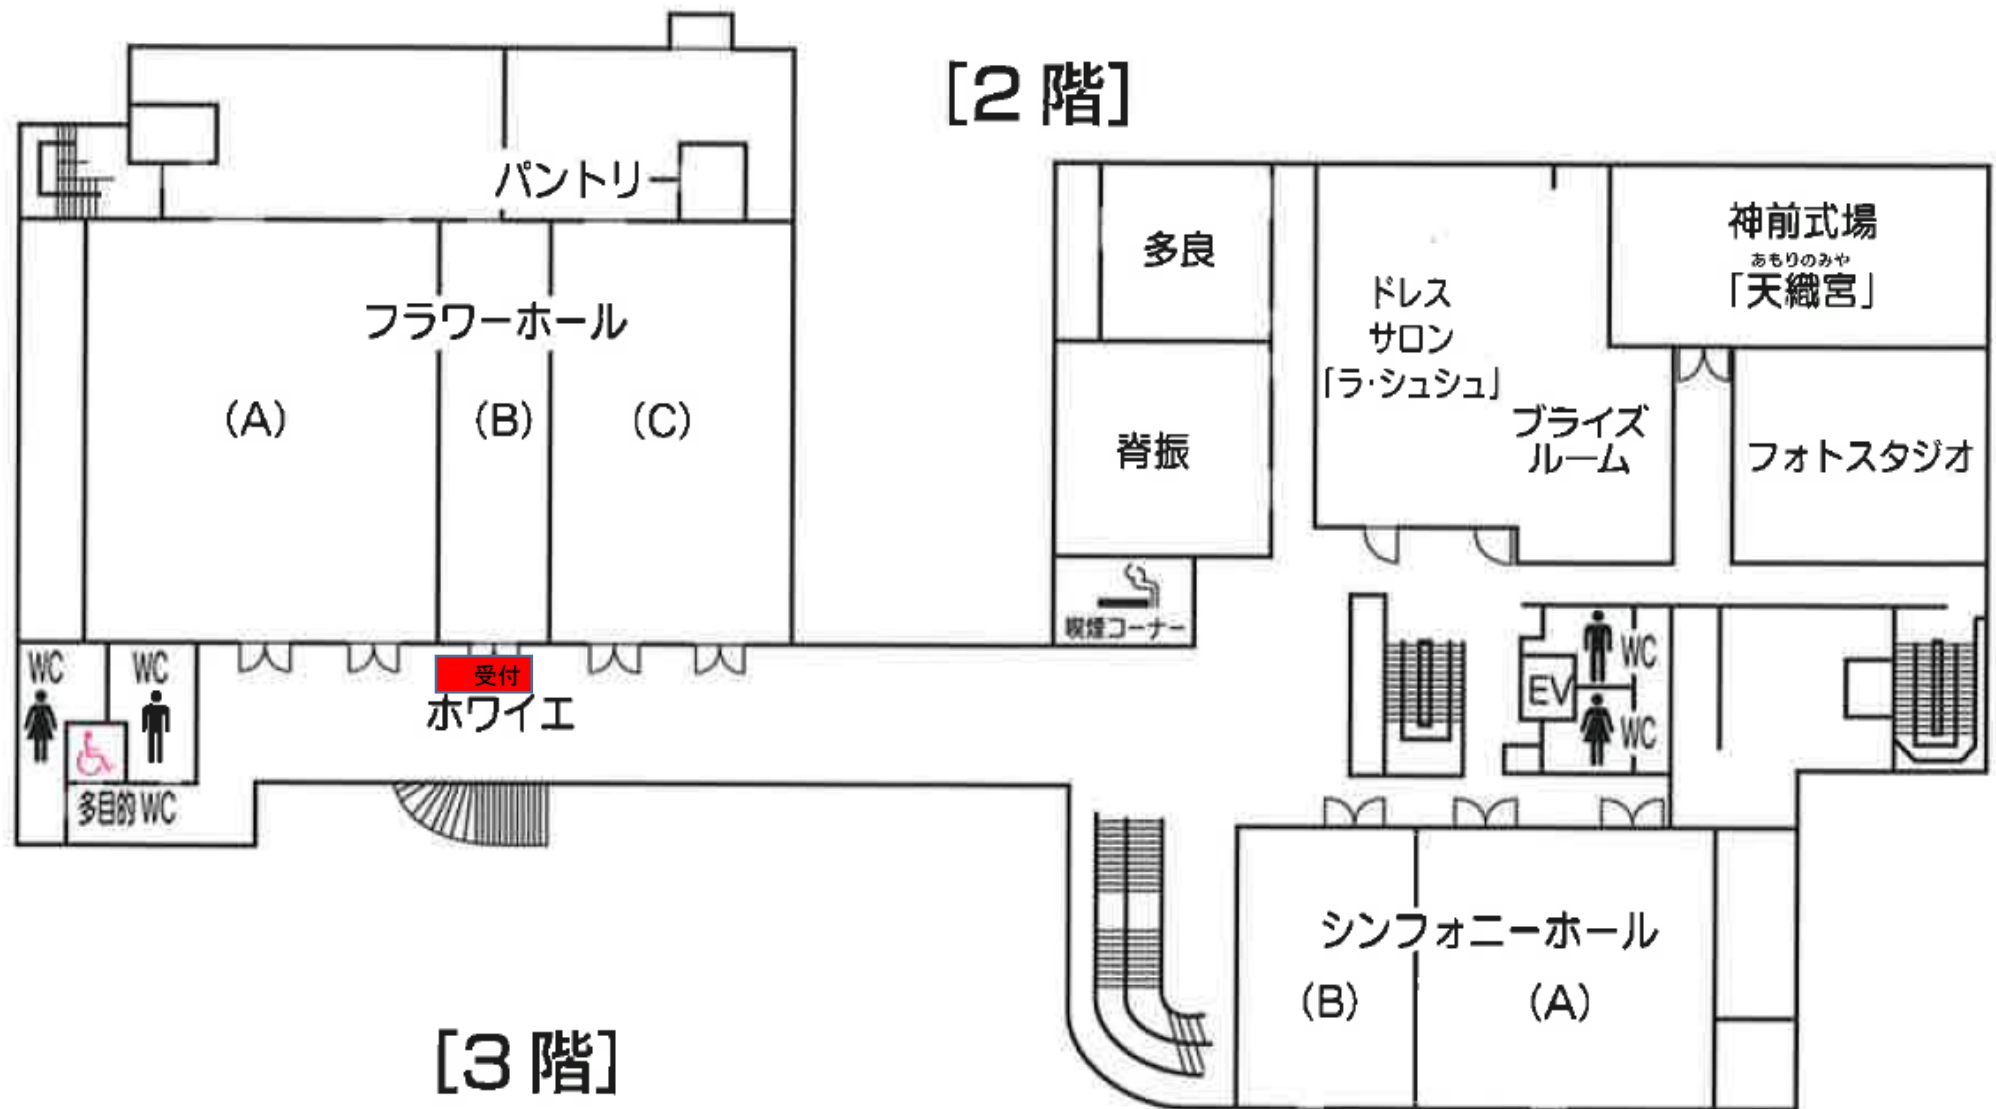 [2階]
パントリー
多良
神前式場
あもりのみや
「天織宮」
ドレス
サロン
「ラ・シュシュ」
フラワーホール
(A)
(B)
(C)
ブライズ
ルーム
脊振
フォトスタジオ
喫煙コーナー
WC
WC
受付
ホワイエ
多目的WC
EV
WC
WC
シンフォニーホール
(B)
(A)
[3階]